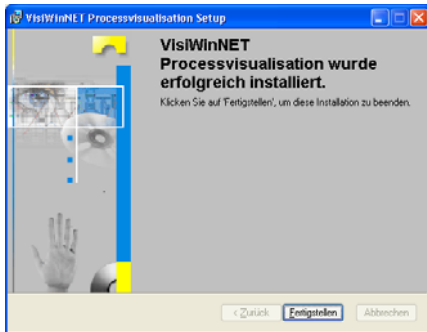 VisiWinNET Processvisualisation Setup
VisiWinNET
Processvisualisation wurde
erfolgreich installiert.
Klicken Sie auf 'Fertigstellen', um diese Installation zu beenden.
< Zurück
Fertigstellen
Abbrechen